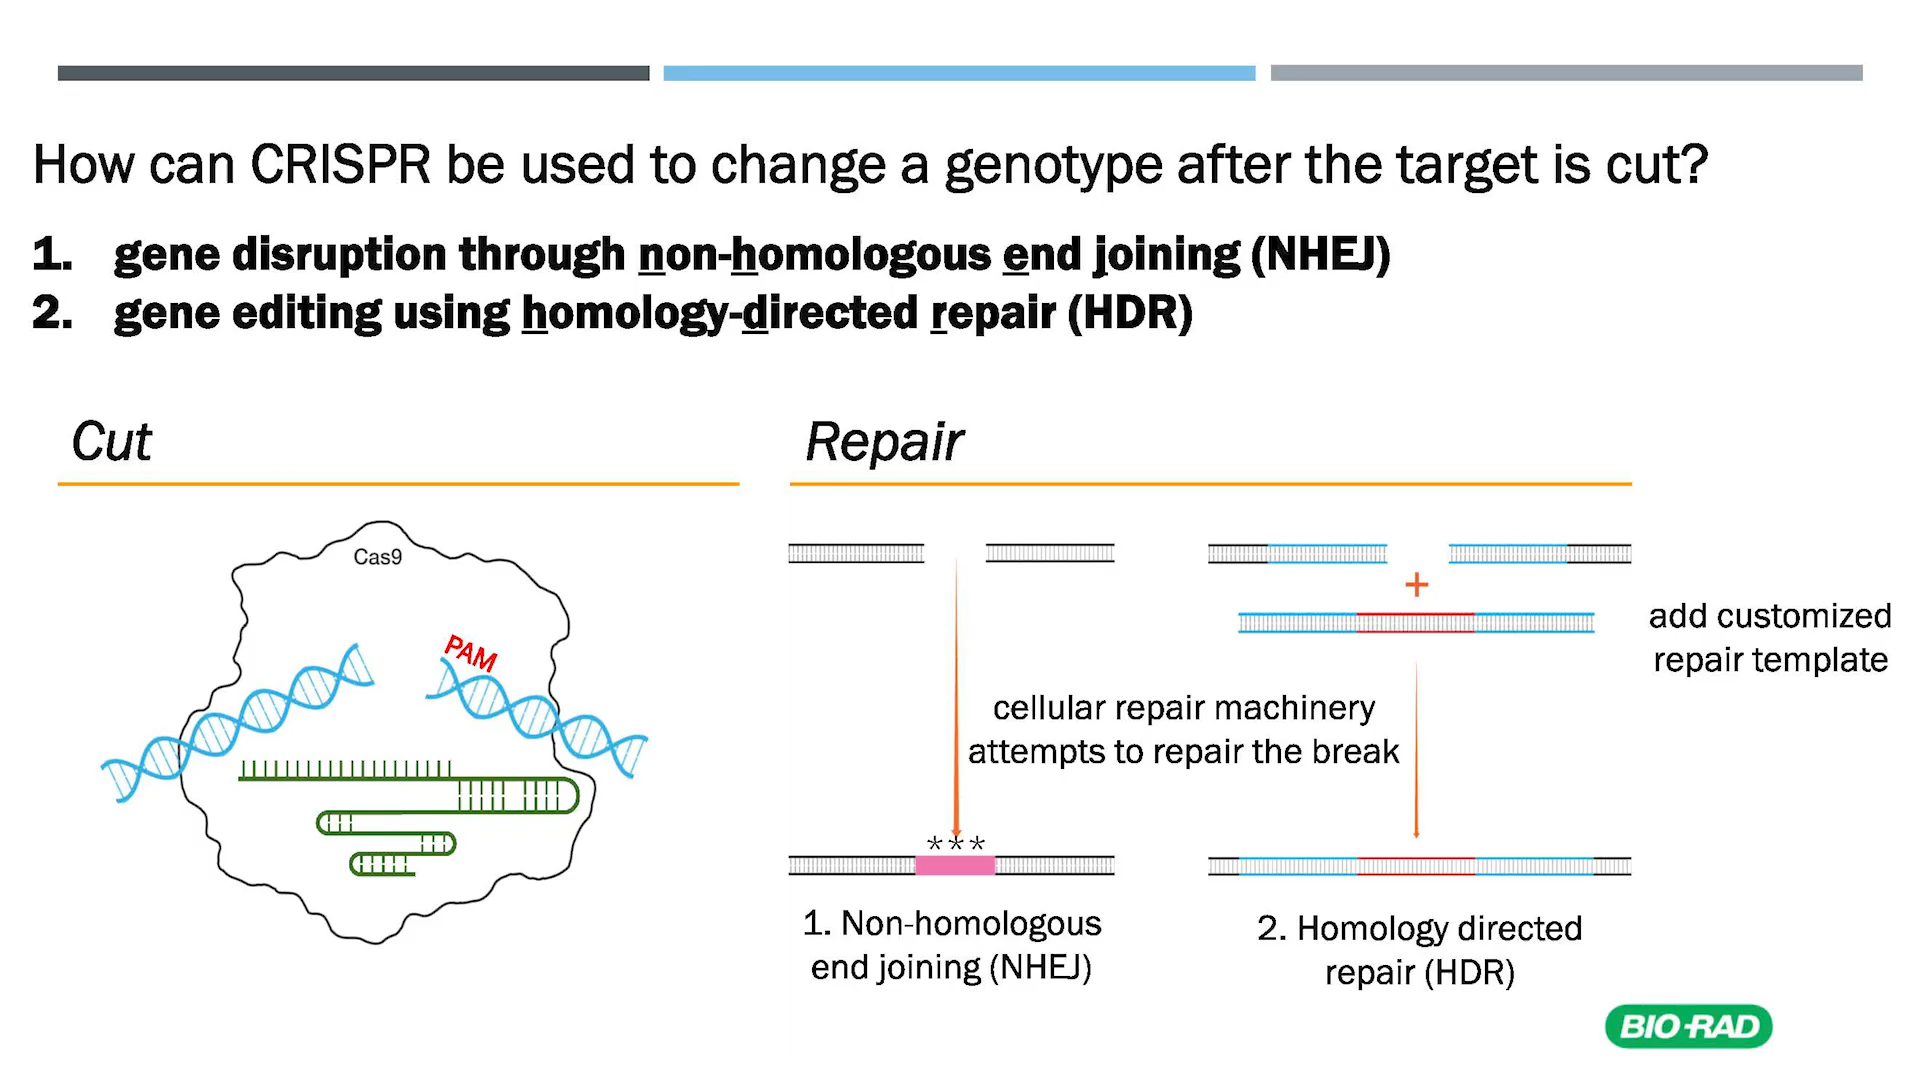 How can CRISPR be used to change a genotype after the target is cut?
1. gene disruption through non-homologous end joining (NHEJ)
2. gene editing using homology-directed repair (HDR)
Cut
Repair
Cas9
PAM
+
add customized
repair template
cellular repair machinery
attempts to repair the break
***
1. Non-homologous
end joining (NHEJ)
2. Homology directed
repair (HDR)
BIO-RAD